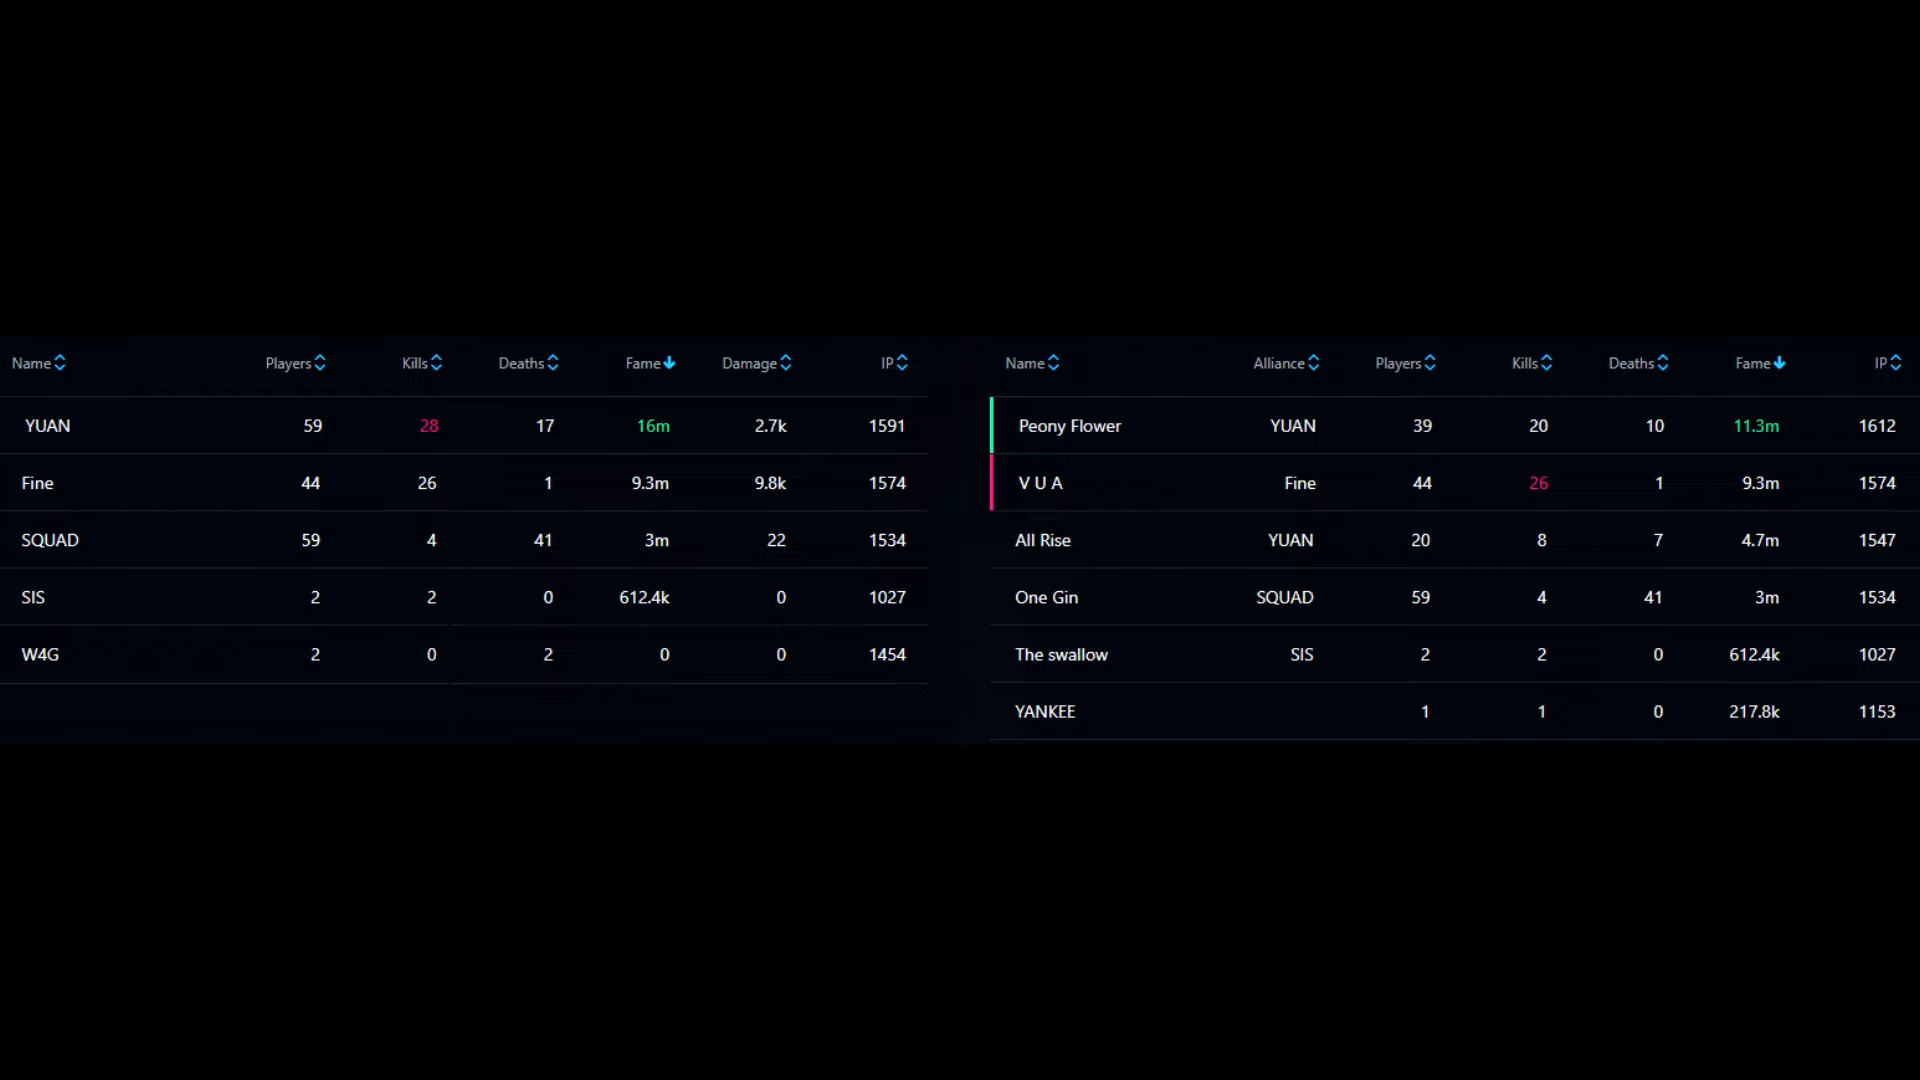 Name Players Kills Deaths Fame Damage IP
YUAN 59 28 17 16m 2.7k 1591
Fine 44 26 1 9.3m 9.8k 1574
SQUAD 59 4 41 3m 22 1534
SIS 2 2 0 612.4k 0 1027
W4G 2 0 2 0 0 1454
Name Alliance Players Kills Deaths Fame IP
Peony Flower YUAN 39 20 10 11.3m 1612
V U A Fine 44 26 1 9.3m 1574
All Rise YUAN 20 8 7 4.7m 1547
One Gin SQUAD 59 4 41 3m 1534
The swallow SIS 2 2 0 612.4k 1027
YANKEE 1 1 0 217.8k 1153